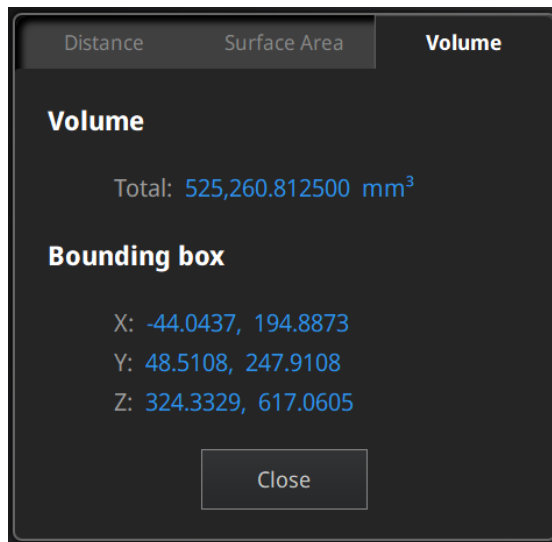 Distance Surface Area Volume
Volume
Total: 525,260.812500 mm³
Bounding box
X: -44.0437, 194.8873
Y: 48.5108, 247.9108
Z: 324.3329, 617.0605
Close